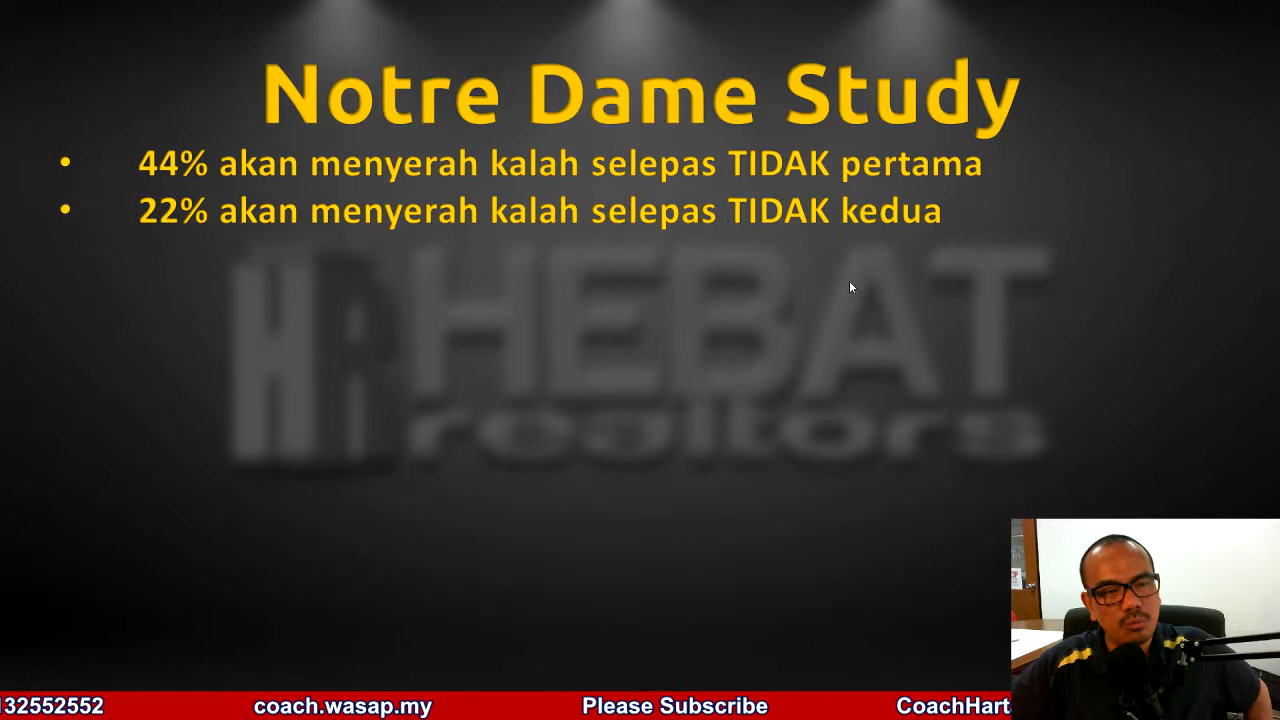 Notre Dame Study
• 44% akan menyerah kalah selepas TIDAK pertama
• 22% akan menyerah kalah selepas TIDAK kedua
HR HEBAT
realtors
132552552 coach.wasap.my Please Subscribe CoachHart